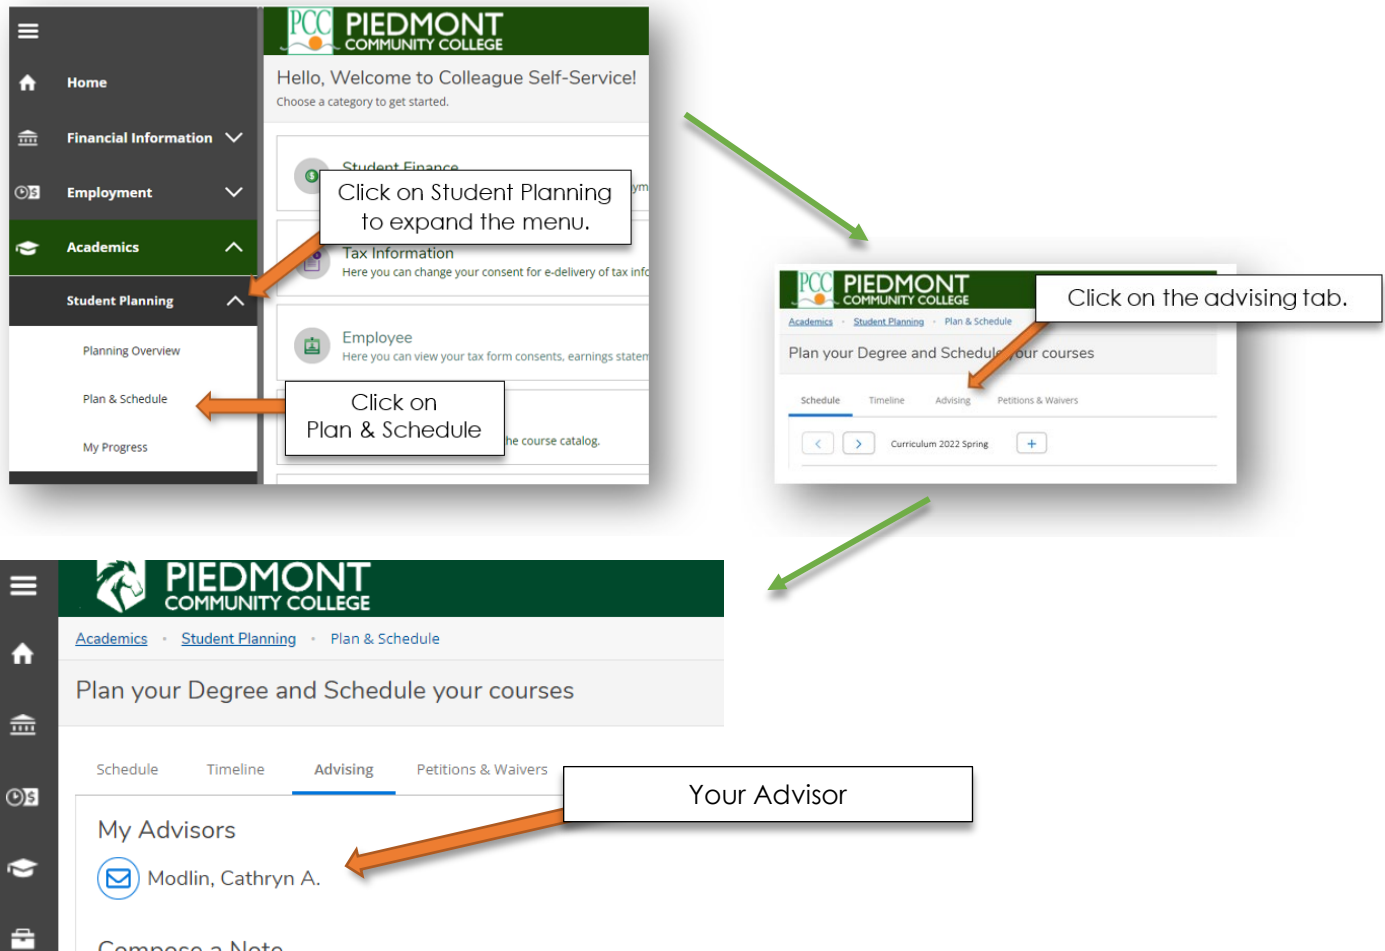 PCC PIEDMONT
COMMUNITY COLLEGE
Home
Financial Information
Employment
Academics
Student Planning
Planning Overview
Plan & Schedule
My Progress
Hello, Welcome to Colleague Self-Service!
Choose a category to get started.
Student Finance
Click on Student Planning
to expand the menu.
Tax Information
Here you can change your consent for e-delivery of tax info
Employee
Here you can view your tax form consents, earnings statem
Click on
Plan & Schedule
he course catalog.
PCC PIEDMONT
COMMUNITY COLLEGE
Click on the advising tab.
Academics Student Planning Plan & Schedule
Plan your Degree and Schedule your courses
Schedule Timeline Advising Petitions & Waivers
< > Curriculum 2022 Spring +
PIEDMONT
COMMUNITY COLLEGE
Academics Student Planning Plan & Schedule
Plan your Degree and Schedule your courses
Schedule Timeline Advising Petitions & Waivers
Your Advisor
My Advisors
Modlin, Cathryn A.
Compose a Note